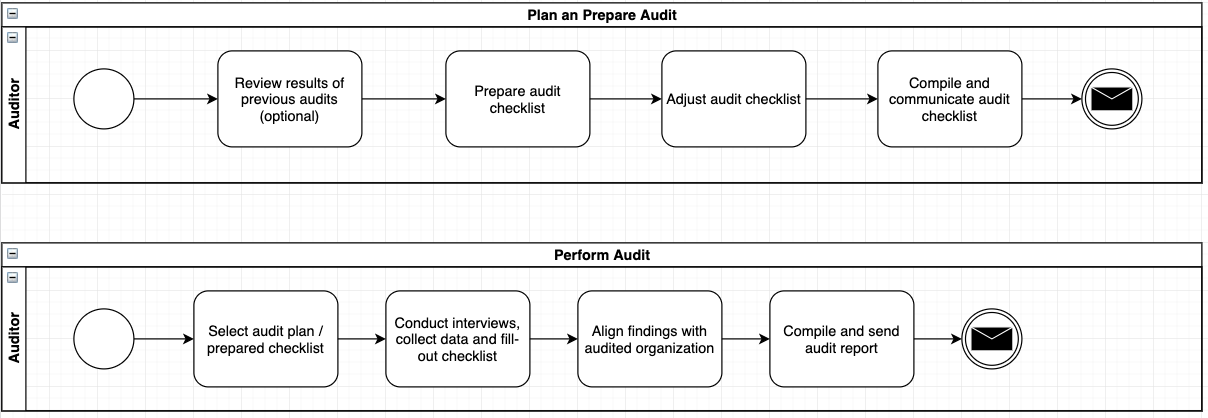 Plan an Prepare Audit
Auditor
Review results of
previous audits
(optional)
Prepare audit
checklist
Adjust audit checklist
Compile and
communicate audit
checklist
Perform Audit
Auditor
Select audit plan /
prepared checklist
Conduct interviews,
collect data and fill-
out checklist
Align findings with
audited organization
Compile and send
audit report